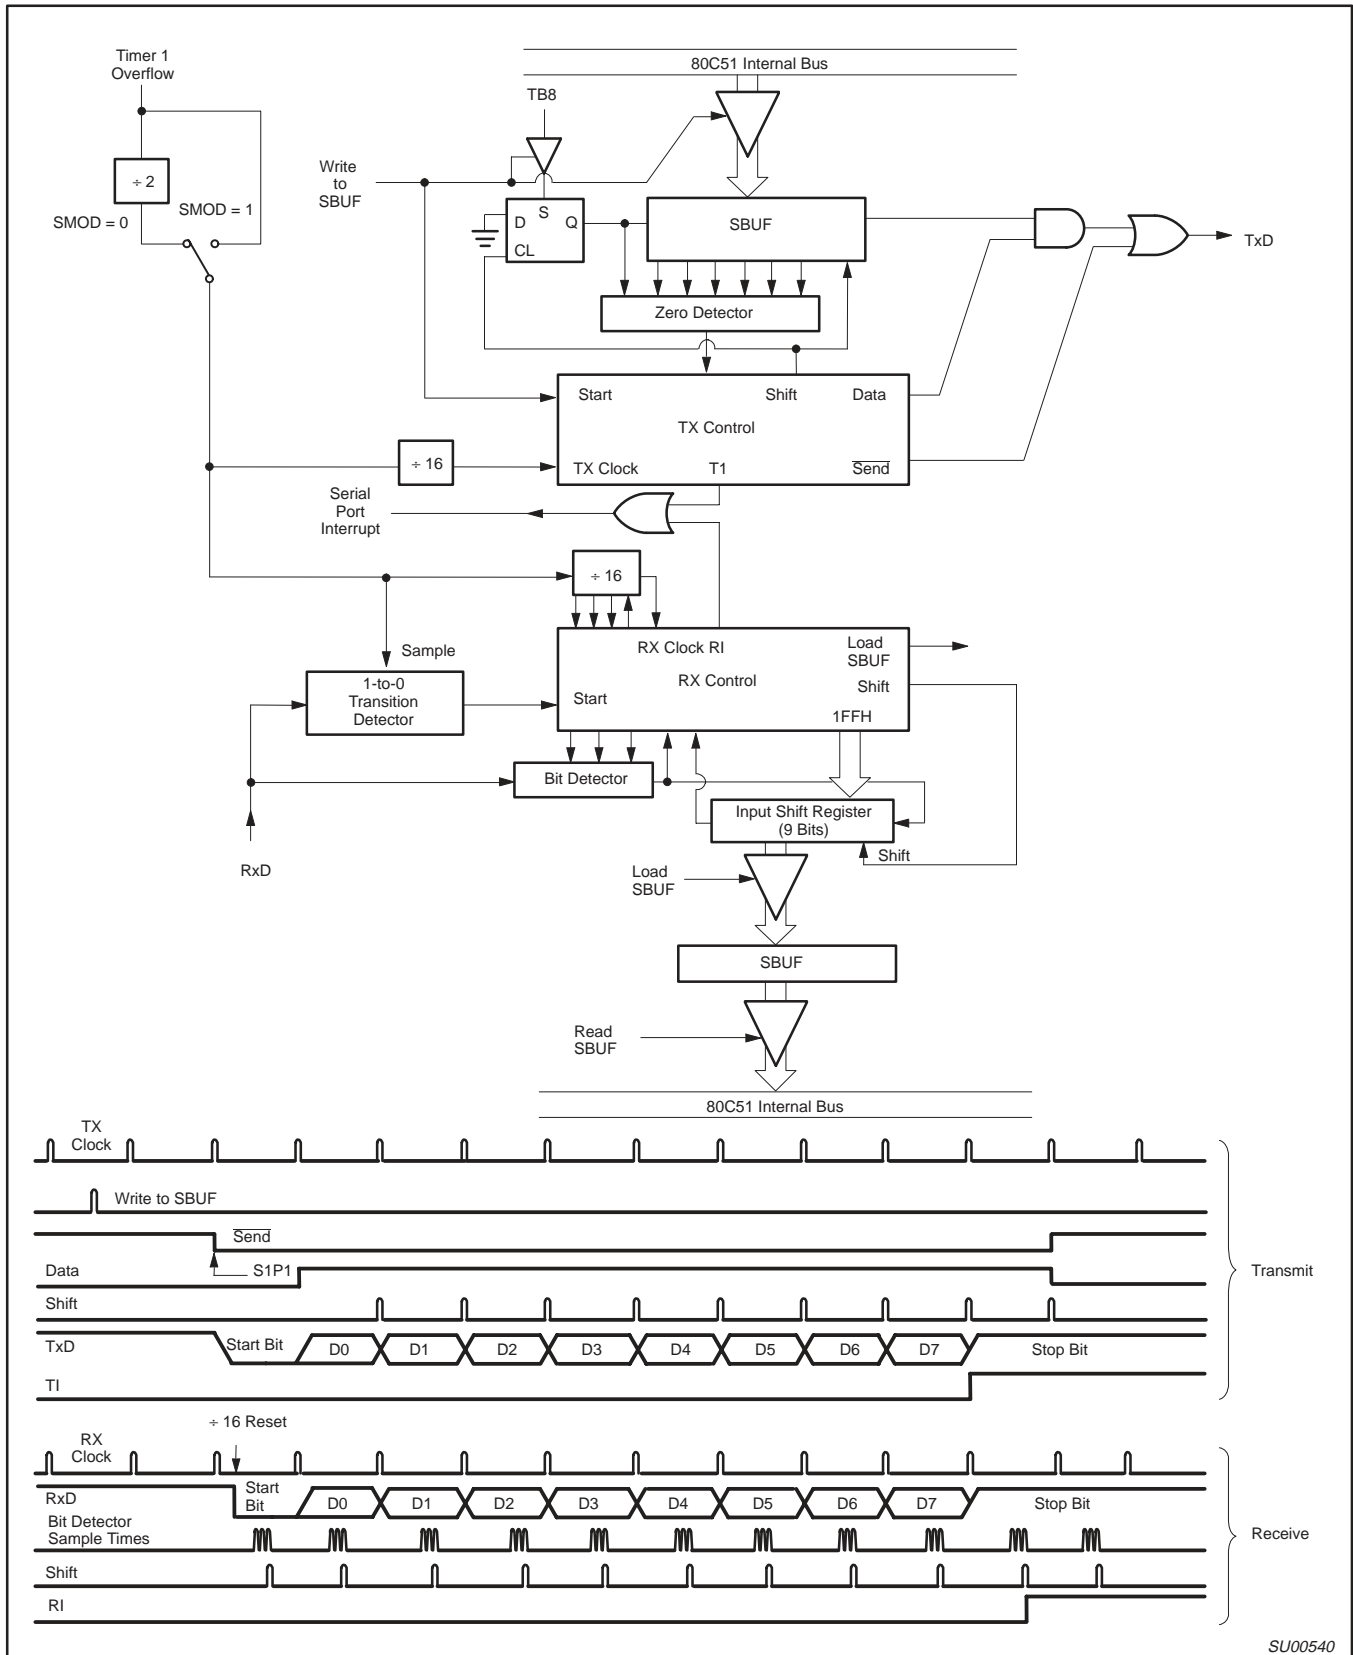 Timer 1
Overflow
80C51 Internal Bus
TB8
Write
to
SBUF
÷ 2
SMOD = 1
SMOD = 0
S
D
Q
CL
SBUF
TxD
Zero Detector
Start
Shift
Data
TX Control
÷ 16
TX Clock
T1
Send
Serial
Port
Interrupt
÷ 16
Sample
RX Clock RI
Load
SBUF
RX Control
Shift
1-to-0
Transition
Detector
Start
1FFH
Bit Detector
Input Shift Register
(9 Bits)
Shift
RxD
Load
SBUF
SBUF
Read
SBUF
80C51 Internal Bus
TX
Clock
Write to SBUF
Send
Data
S1P1
Transmit
Shift
TxD
Start Bit
D0
D1
D2
D3
D4
D5
D6
D7
Stop Bit
TI
÷ 16 Reset
RX
Clock
RxD
Start
Bit
D0
D1
D2
D3
D4
D5
D6
D7
Stop Bit
Bit Detector
Sample Times
Receive
Shift
RI
SU00540